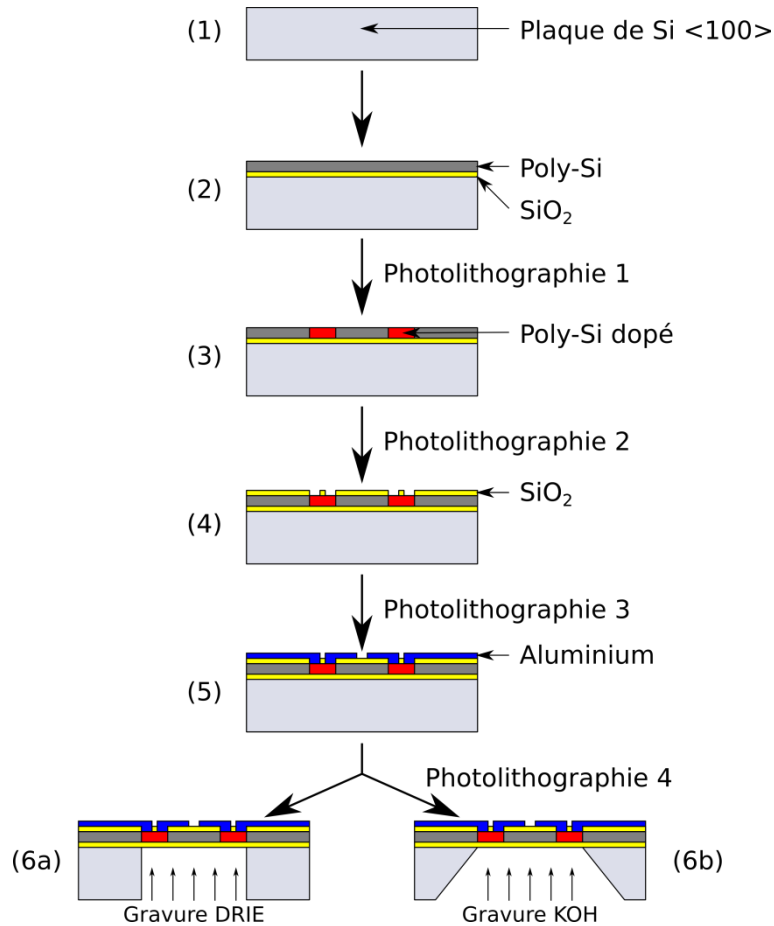 (1)
Plaque de Si <100>
(2)
Poly-Si
SiO₂
Photolithographie 1
(3)
Poly-Si dopé
Photolithographie 2
(4)
SiO₂
Photolithographie 3
(5)
Aluminium
Photolithographie 4
(6a)
(6b)
Gravure DRIE
Gravure KOH